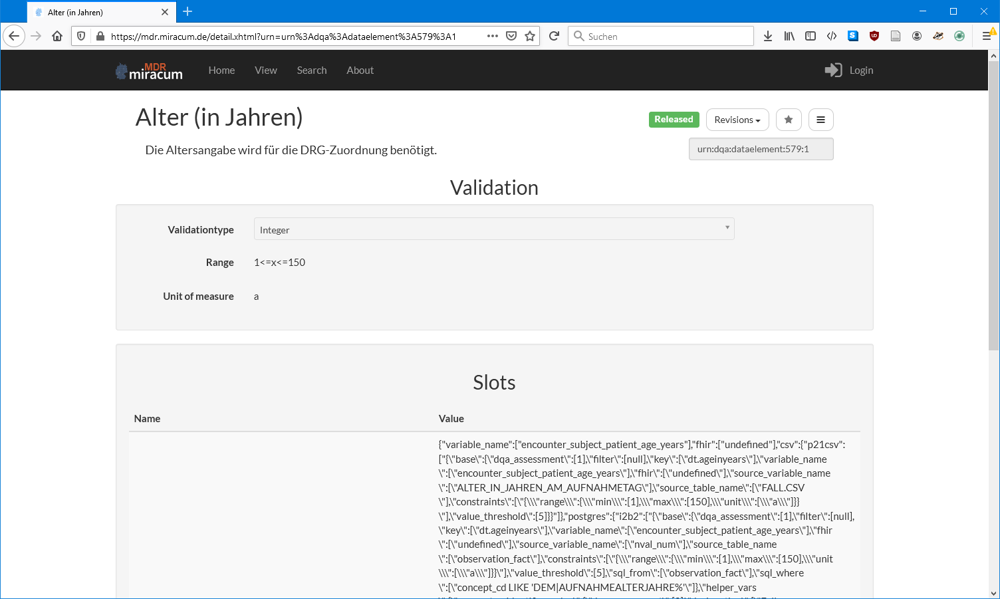 Alter (in Jahren)
https://mdr.miracum.de/detail.xhtml?urn=urn%3Adqa%3Adataelement%3A579%3A1
Suchen
MDR
miracum
Home
View
Search
About
Login
Alter (in Jahren)
Released
Revisions
Die Altersangabe wird für die DRG-Zuordnung benötigt.
urn:dqa:dataelement:579:1
Validation
Validationtype
Integer
Range
1<=x<=150
Unit of measure
a
Slots
Name
Value
{"variable_name":["encounter_subject_patient_age_years"],"fhir":["undefined"],"csv":{"p21csv":
["{\"base\":{\"dqa_assessment\":[1],\"filter\":[null],\"key\":[\"dt.ageinyears\"],\"variable_name
\":[\"encounter_subject_patient_age_years\"],\"fhir\":[\"undefined\"],\"source_variable_name
\":[\"ALTER_IN_JAHREN_AM_AUFNAHMETAG\"],\"source_table_name\":[\"FALL.CSV
\"],\"constraints\":[\"{\\\"range\\\":{\\\"min\\\":[1],\\\"max\\\":[150],\\\"unit\\\":[\\\"a\\\"]}}
\"],\"value_threshold\":[5]}}"]},"postgres":{"i2b2":["{\"base\":{\"dqa_assessment\":[1],\"filter\":[null],
\"key\":[\"dt.ageinyears\"],\"variable_name\":[\"encounter_subject_patient_age_years\"],\"fhir
\":[\"undefined\"],\"source_variable_name\":[\"nval_num\"],\"source_table_name
\":[\"observation_fact\"],\"constraints\":[\"{\\\"range\\\":{\\\"min\\\":[1],\\\"max\\\":[150],\\\"unit
\\\":[\\\"a\\\"]}}\"],\"value_threshold\":[5],\"sql_from\":[\"observation_fact\"],\"sql_where
\":[\"concept_cd LIKE 'DEM|AUFNAHMEALTERJAHRE%'\"]},\"helper_vars